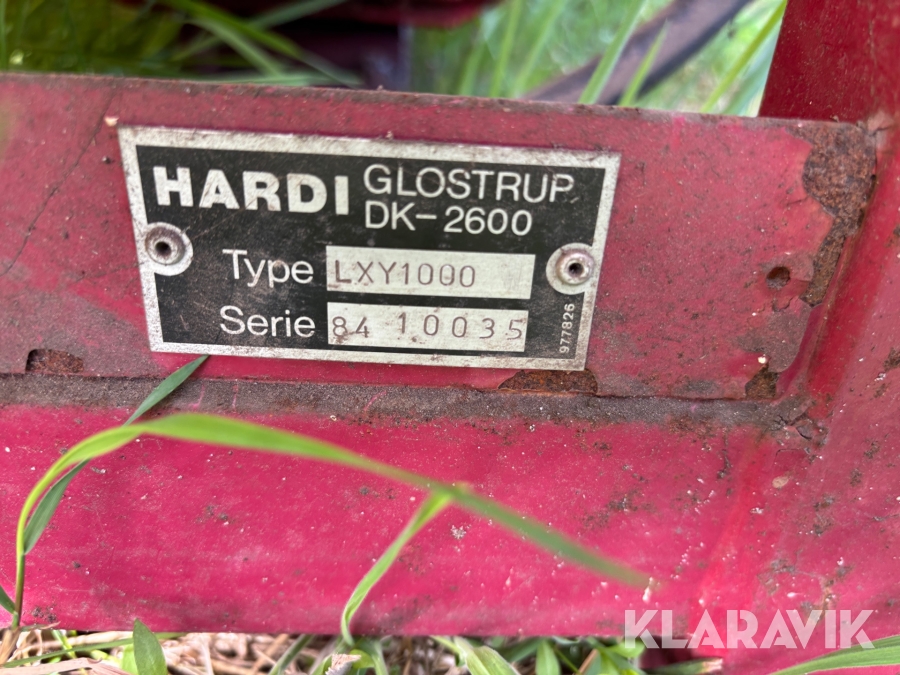 HARDI GLOSTRUP
DK-2600
Type LXY1000
Serie 84 10035
977826
KLARAVIK